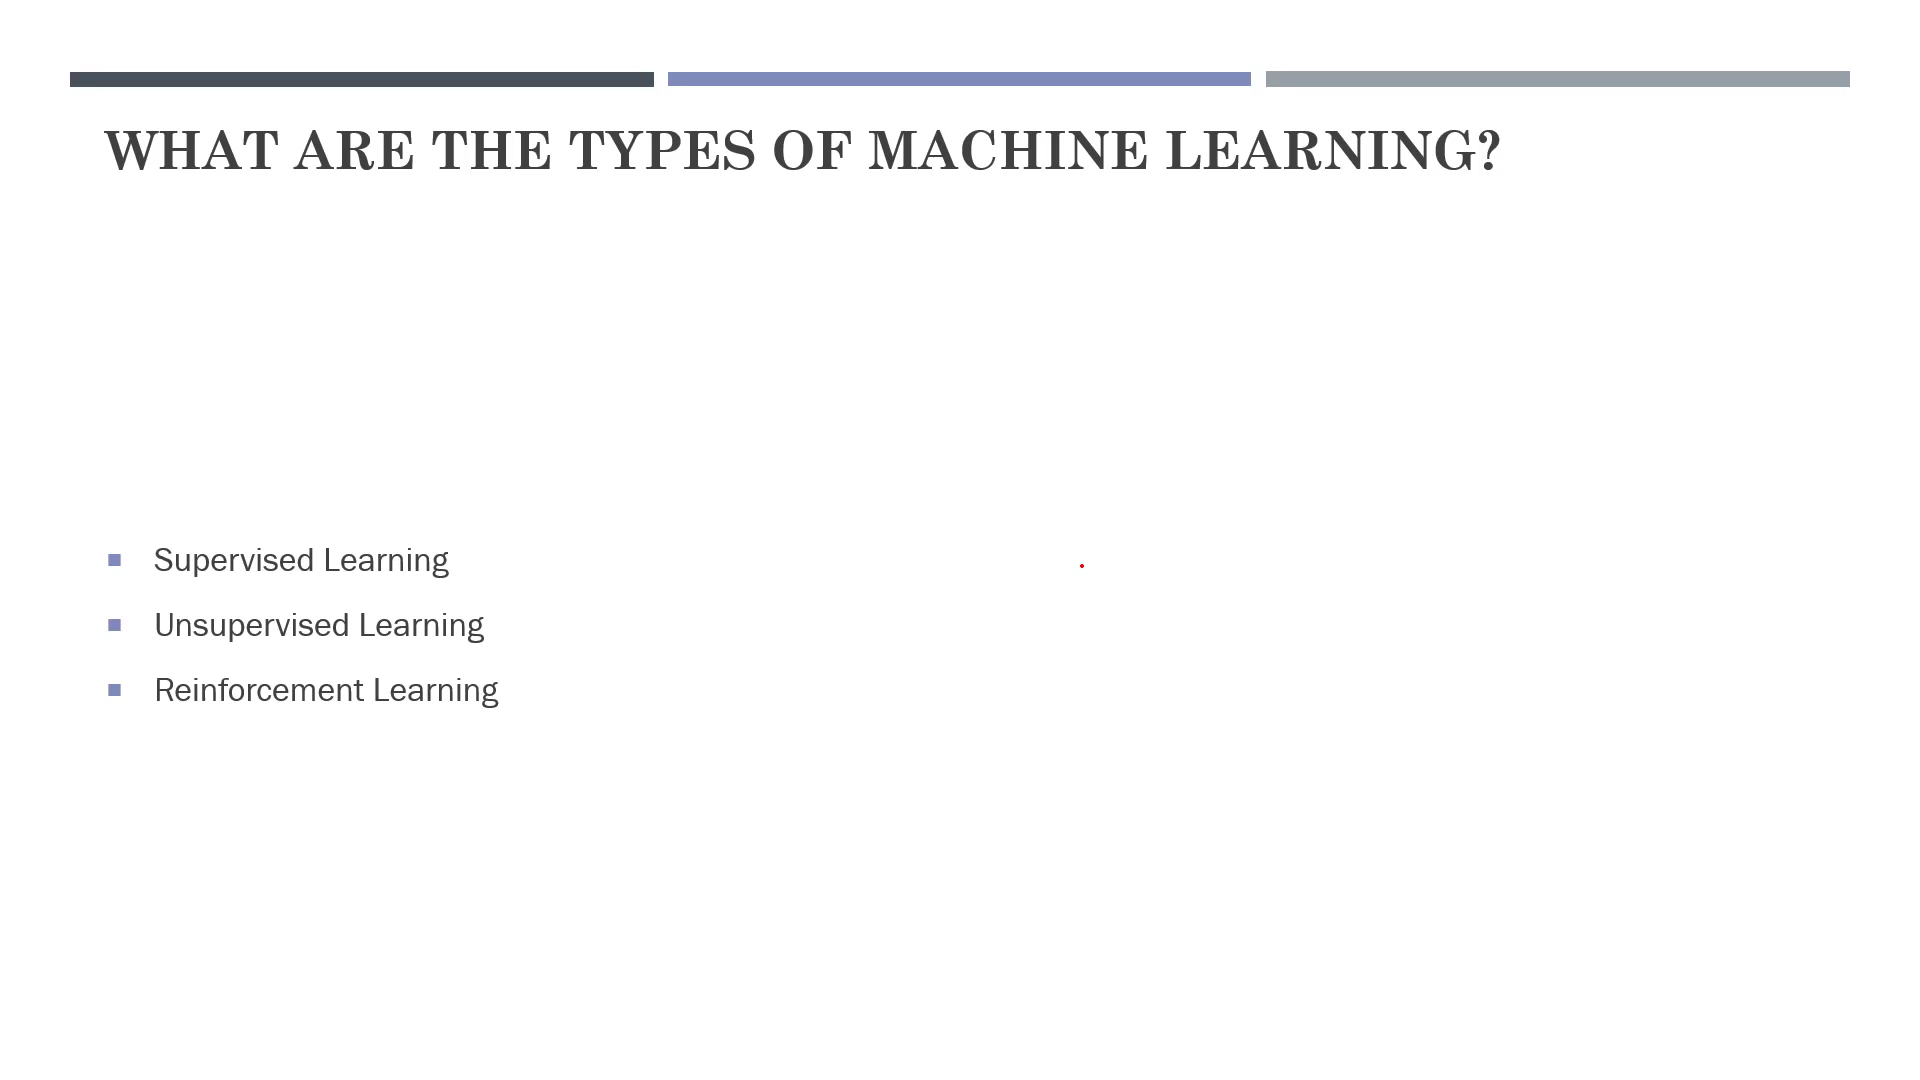 WHAT ARE THE TYPES OF MACHINE LEARNING?
Supervised Learning
Unsupervised Learning
Reinforcement Learning